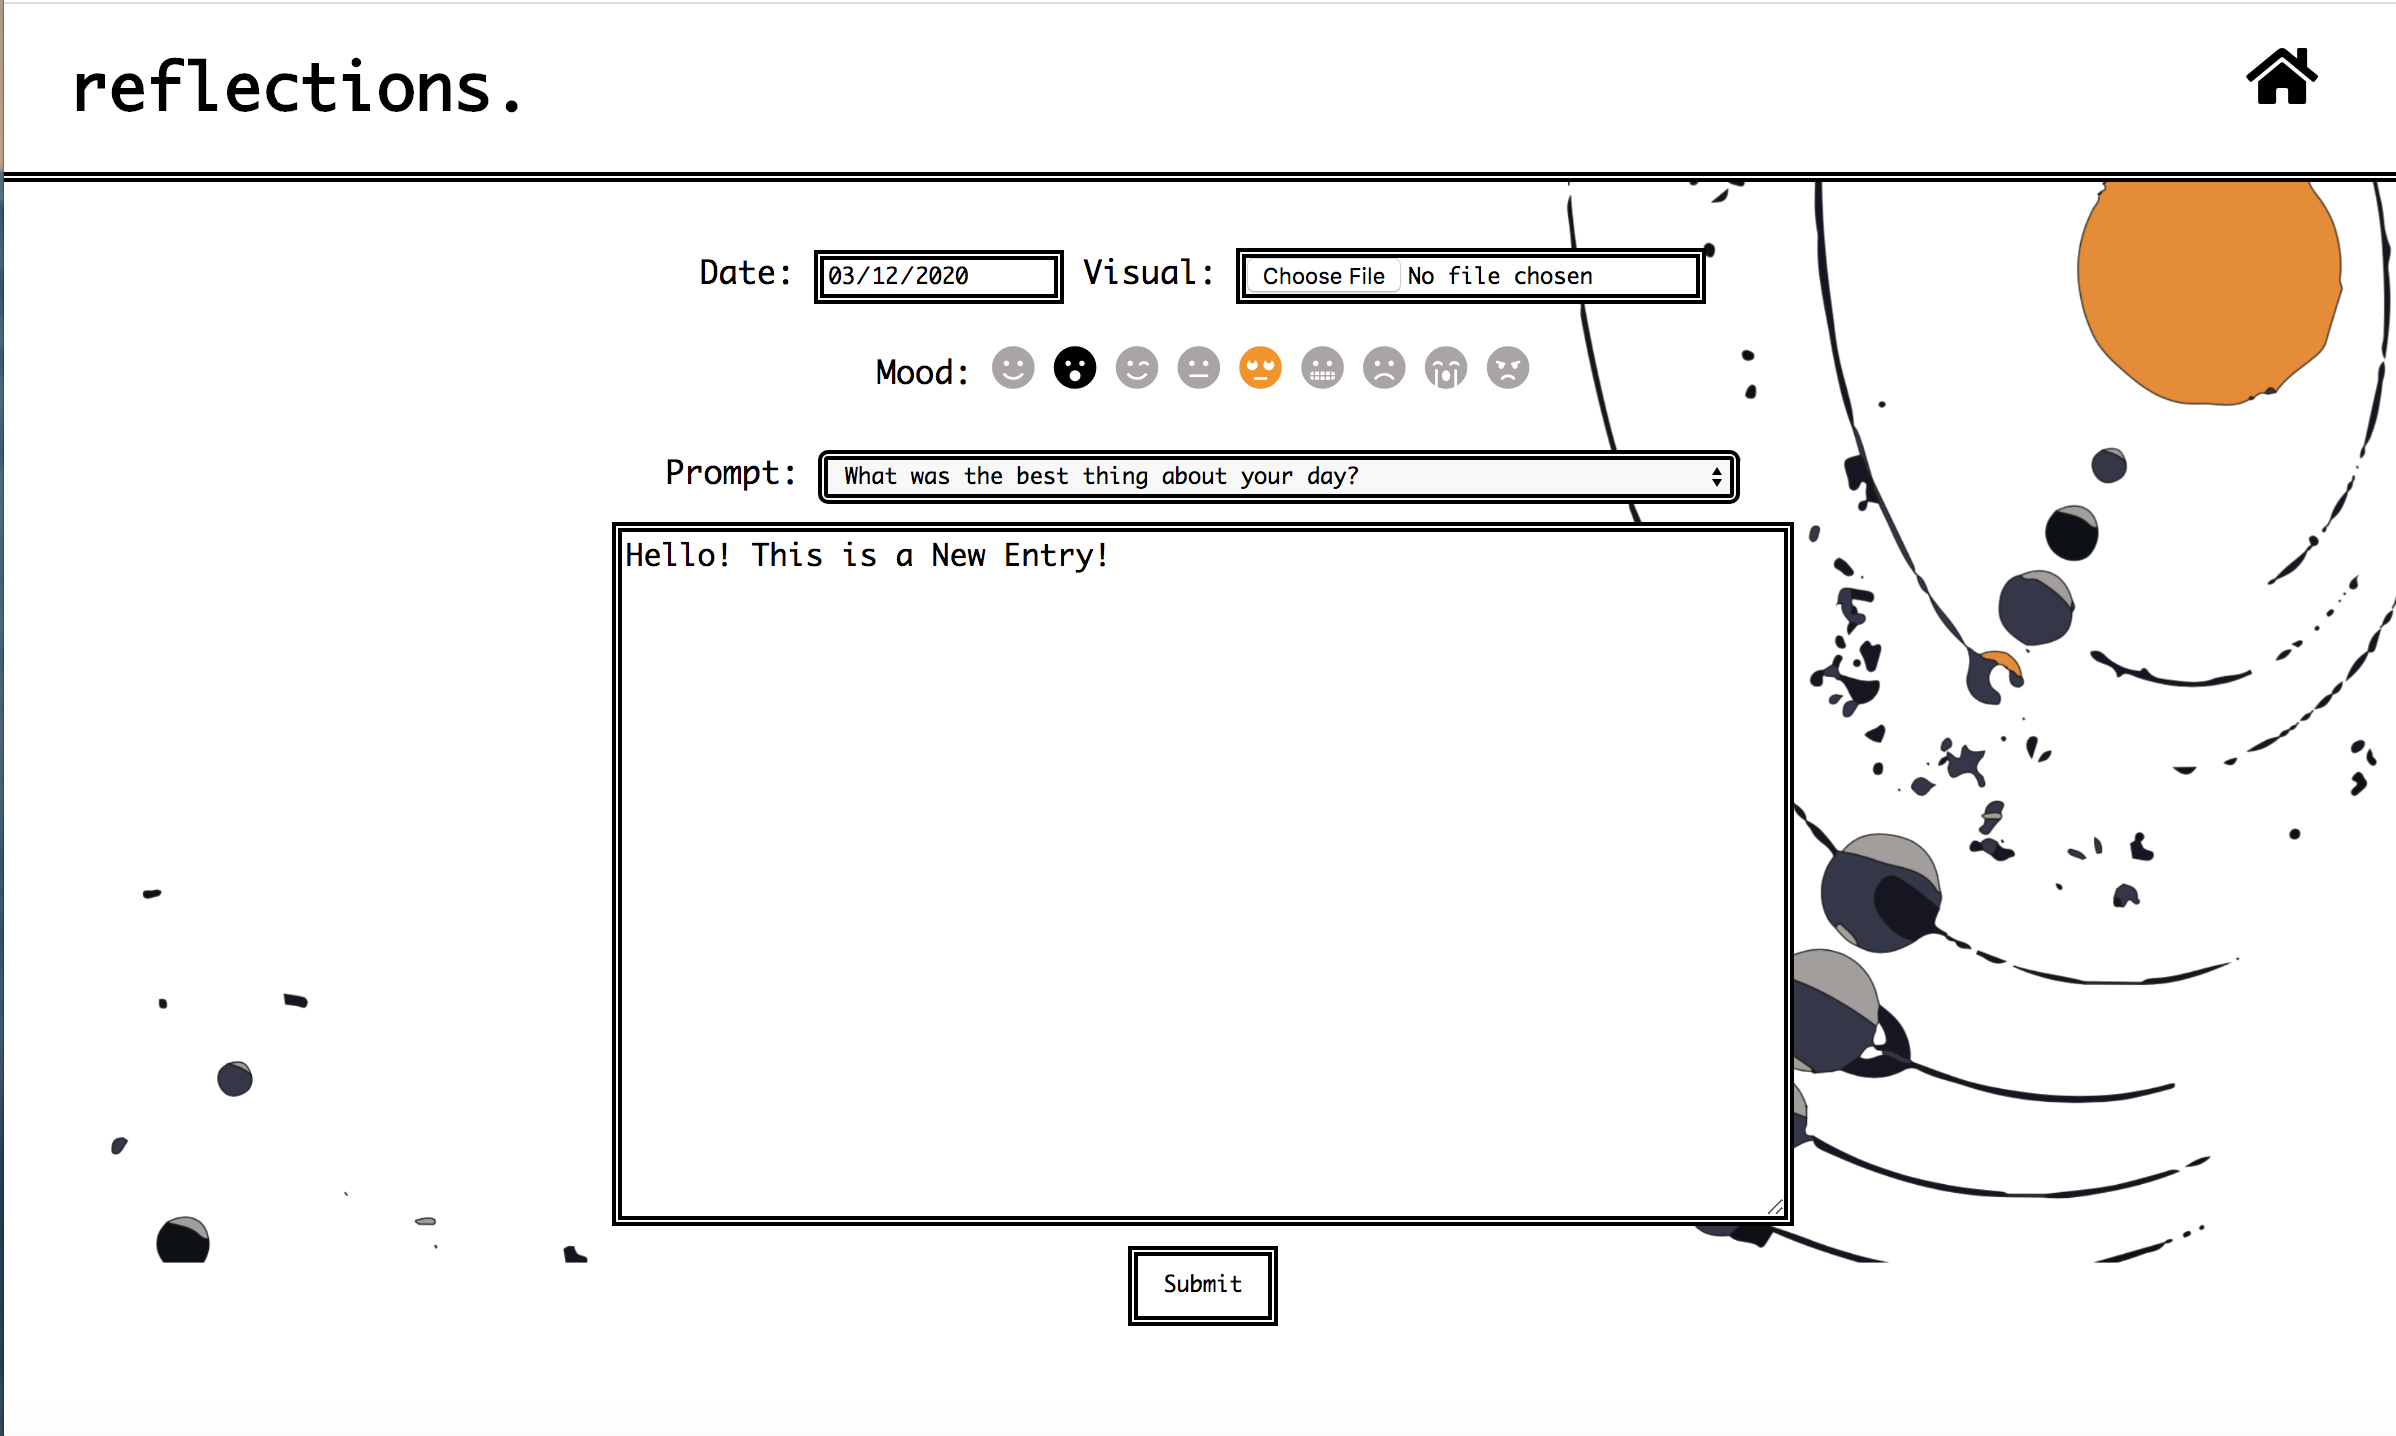 reflections.
Date: 03/12/2020 Visual: Choose File No file chosen
Mood:
Prompt: What was the best thing about your day?
Hello! This is a New Entry!
Submit